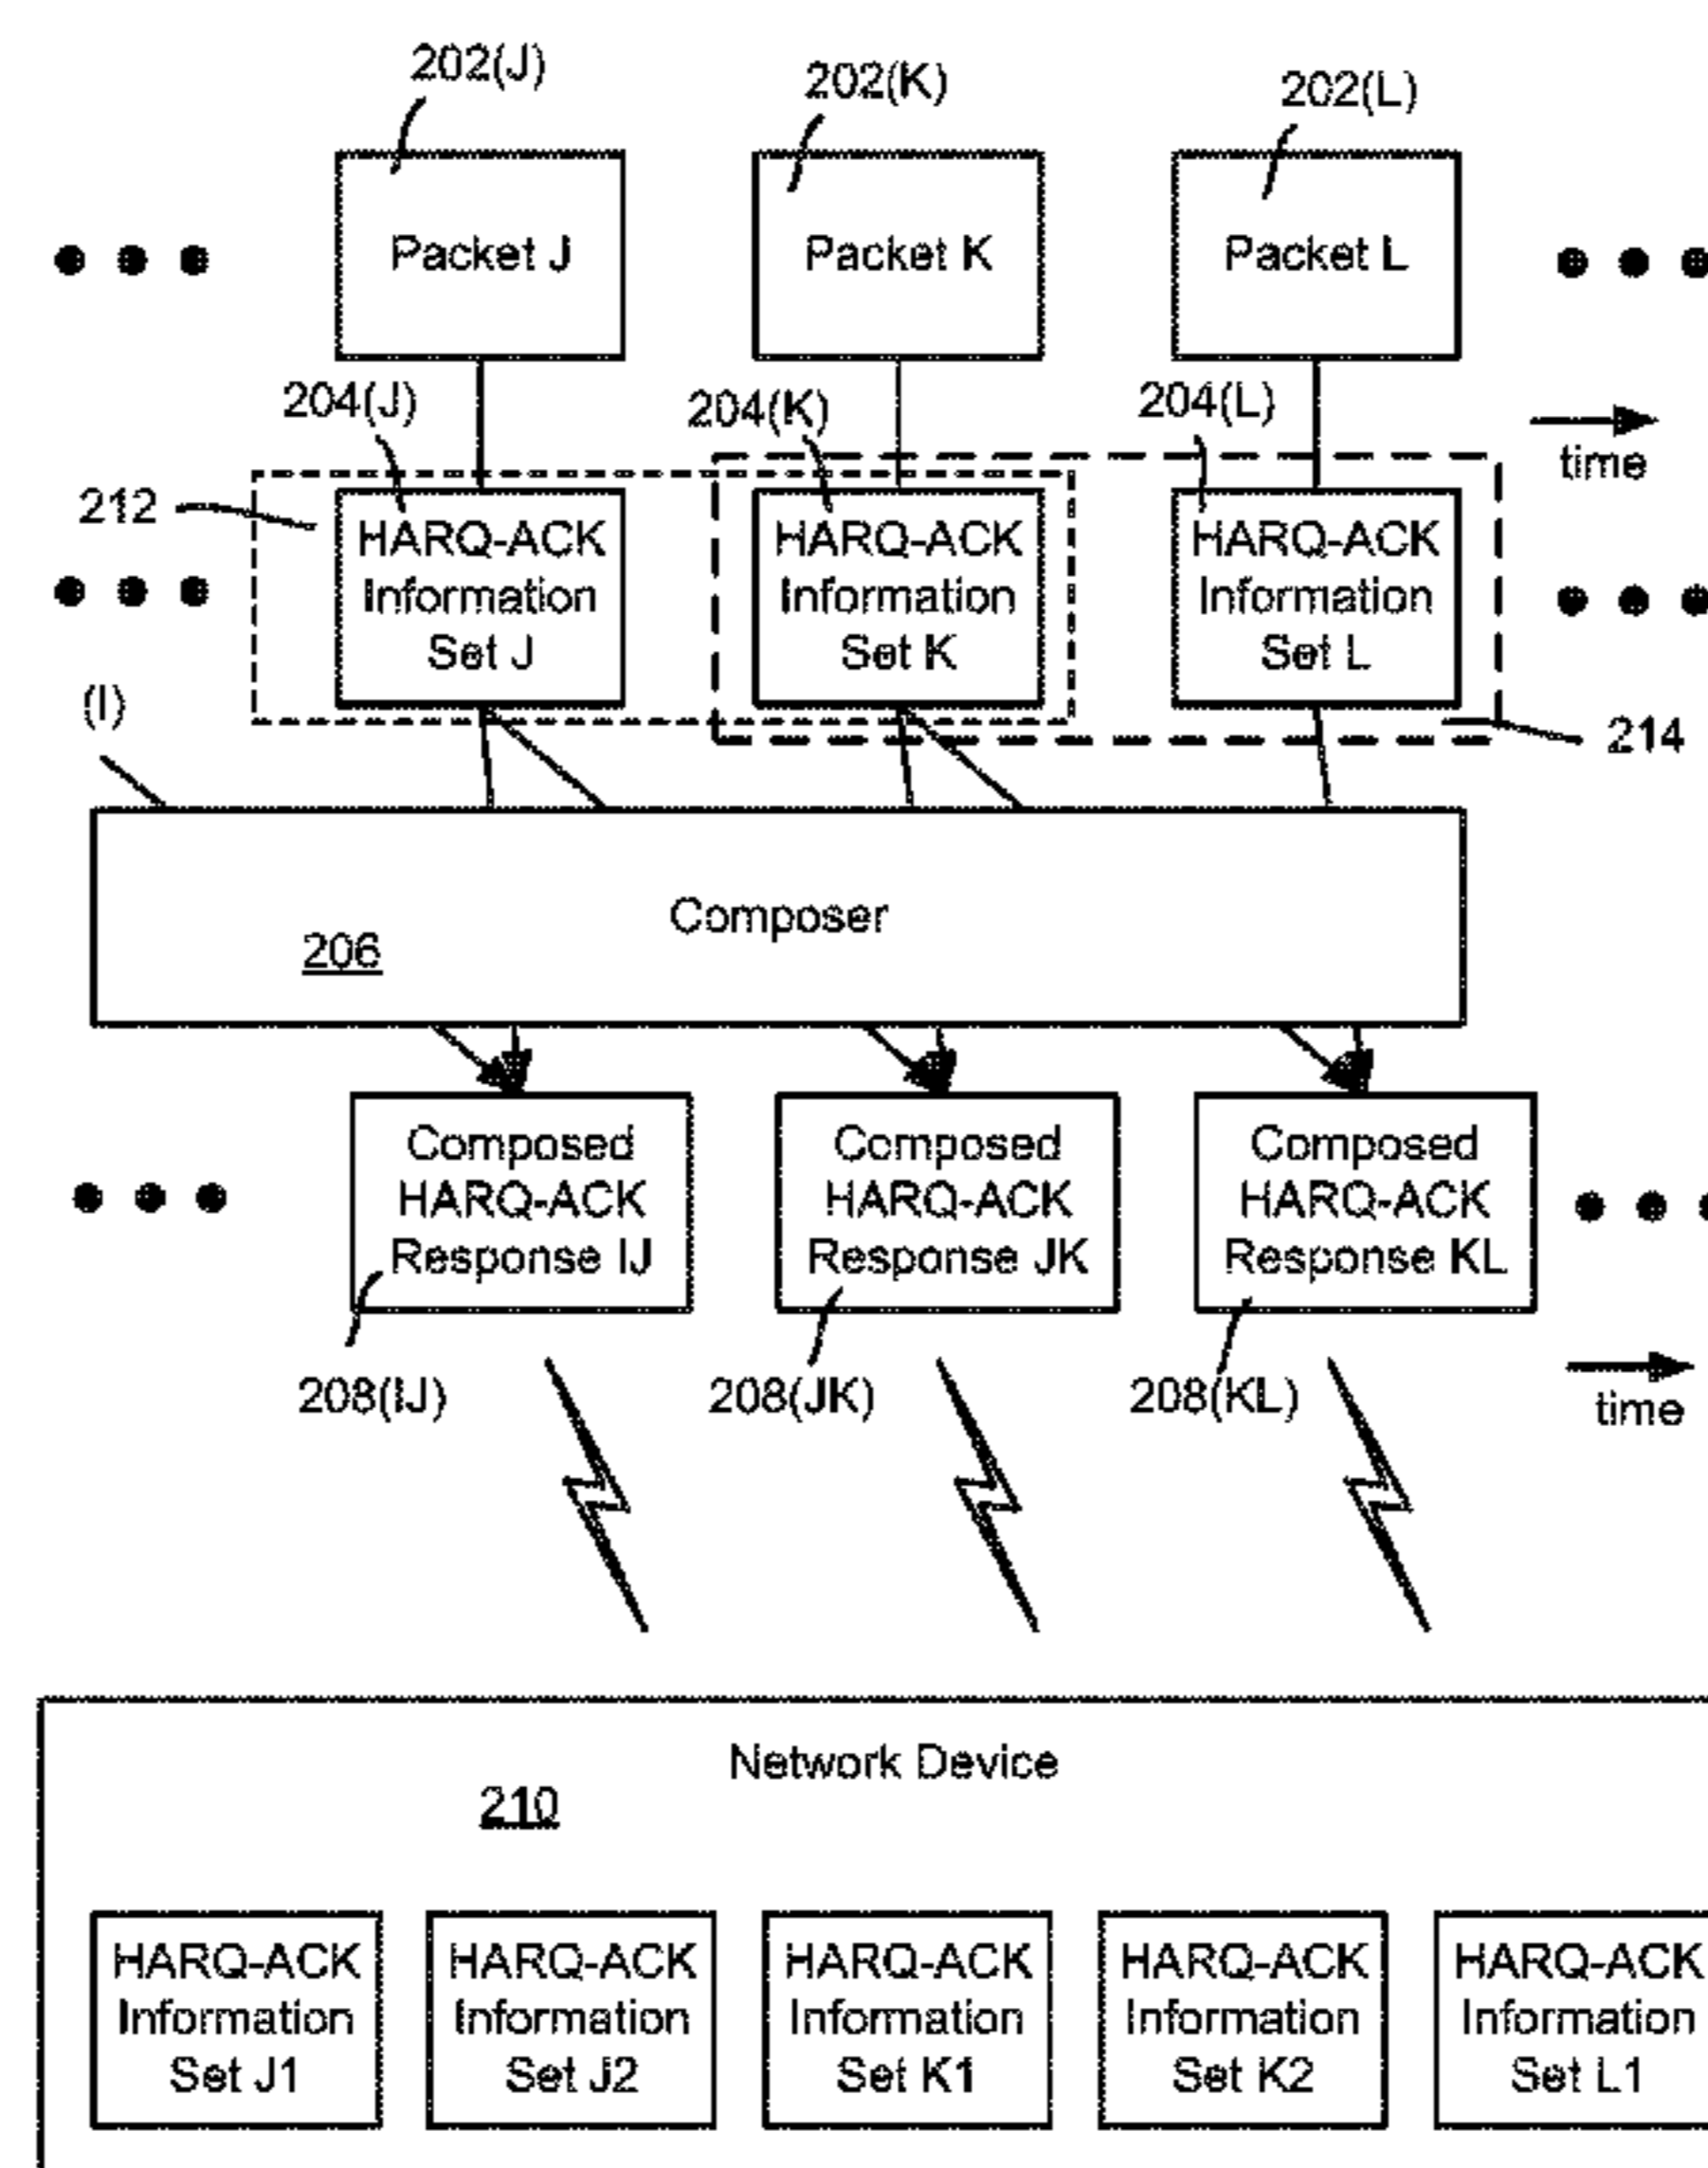 202(J)
202(K)
202(L)
Packet J
Packet K
Packet L
204(J)
204(K)
204(L)
time
212
HARQ-ACK
Information
Set J
HARQ-ACK
Information
Set K
HARQ-ACK
Information
Set L
(I)
214
Composer
206
Composed
HARQ-ACK
Response IJ
Composed
HARQ-ACK
Response JK
Composed
HARQ-ACK
Response KL
208(IJ)
208(JK)
208(KL)
time
Network Device
210
HARQ-ACK
Information
Set J1
HARQ-ACK
Information
Set J2
HARQ-ACK
Information
Set K1
HARQ-ACK
Information
Set K2
HARQ-ACK
Information
Set L1